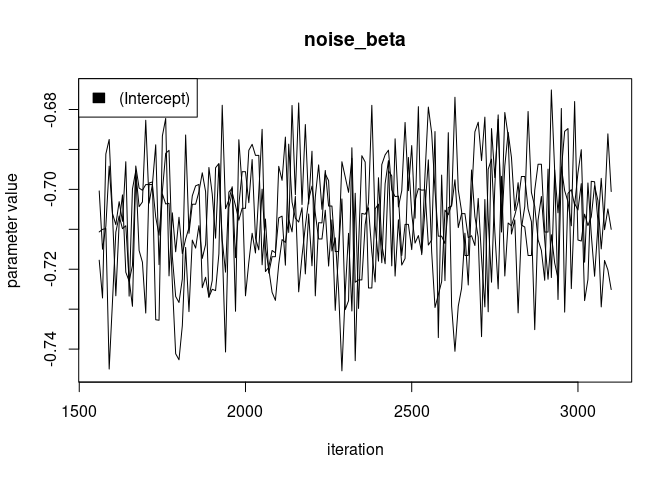 noise_beta
(Intercept)
parameter value
-0.68
-0.70
-0.72
-0.74
1500 2000 2500 3000
iteration